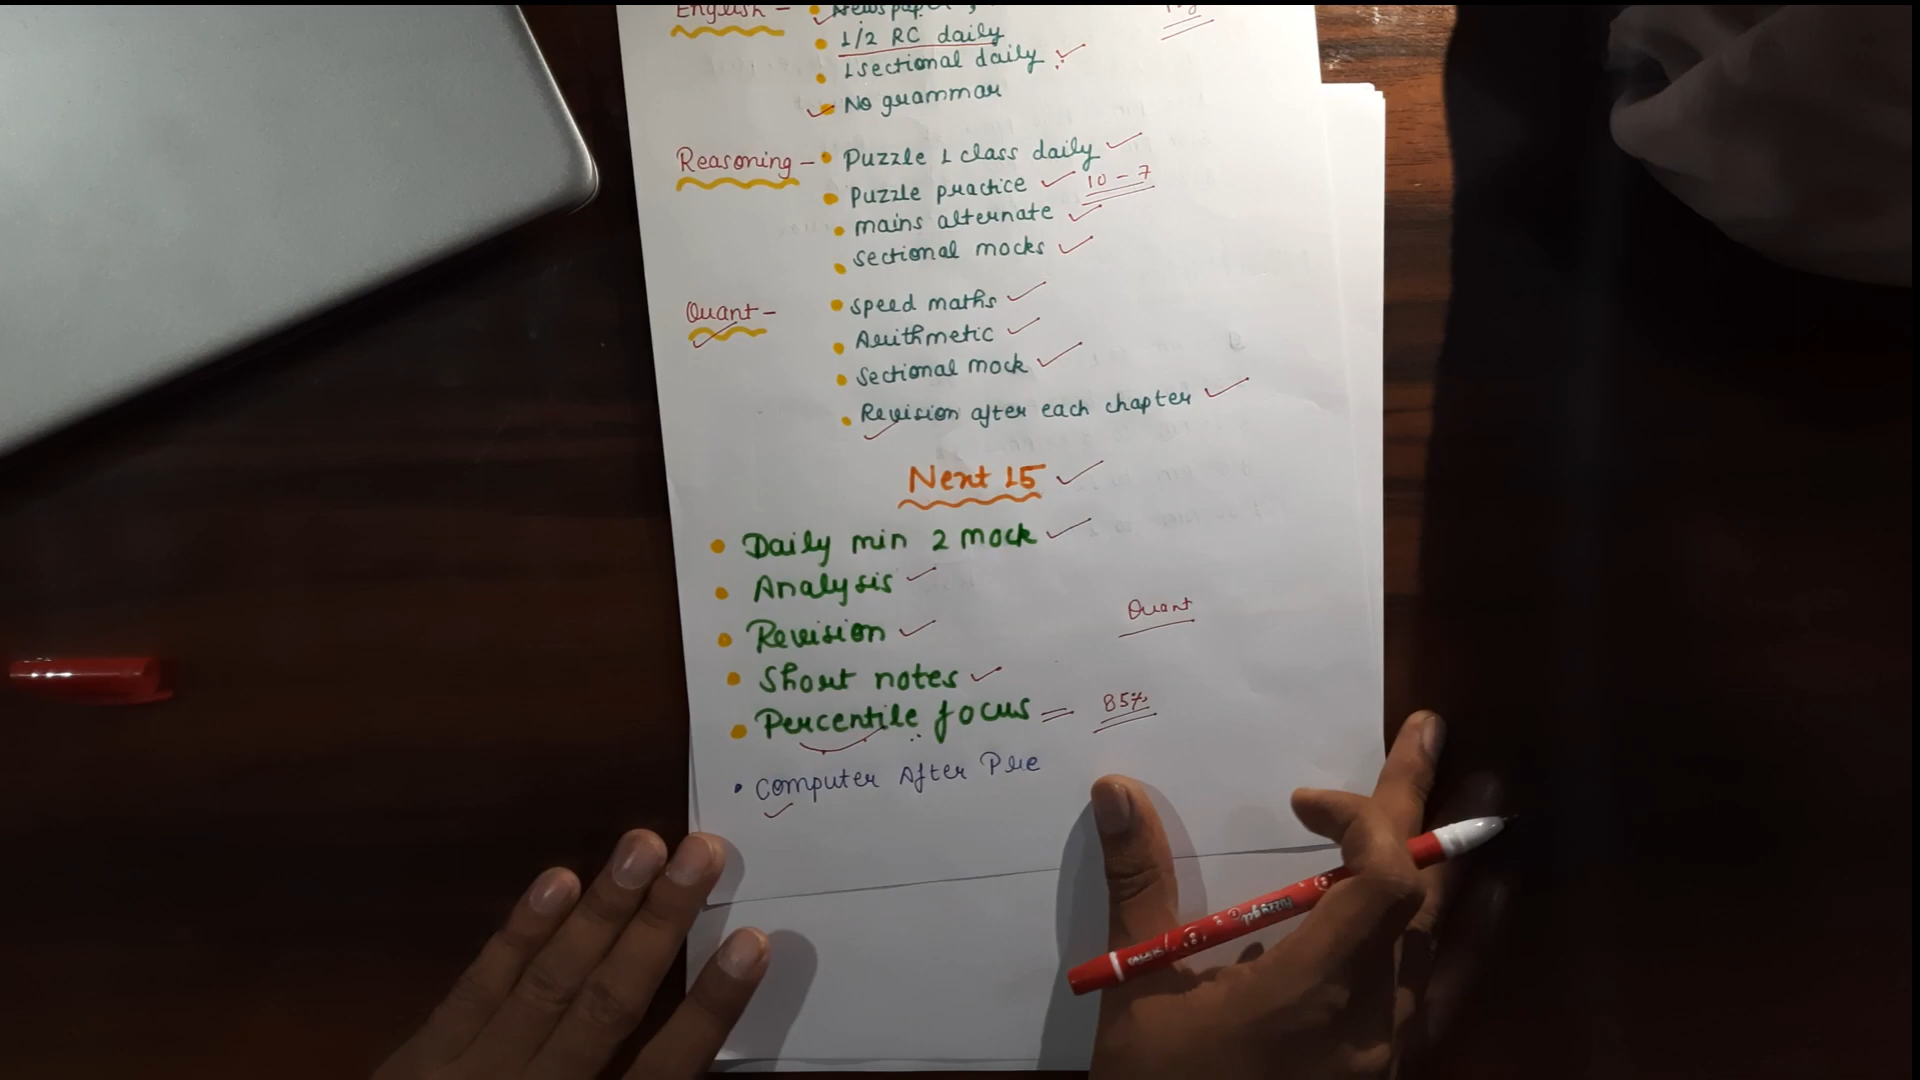 English - • Newspaper,
• 1/2 RC daily
• 1 sectional daily
• No grammar
Reasoning - • Puzzle 1 class daily
• Puzzle practice 10-7
• mains alternate
• Sectional mocks
Quant - • speed maths
• Arithmetic
• Sectional mock
• Revision after each chapter
Next 15
• Daily min 2 mock
• Analysis
• Revision
Quant
• Short notes
• Percentile focus = 85%
• Computer After Pre